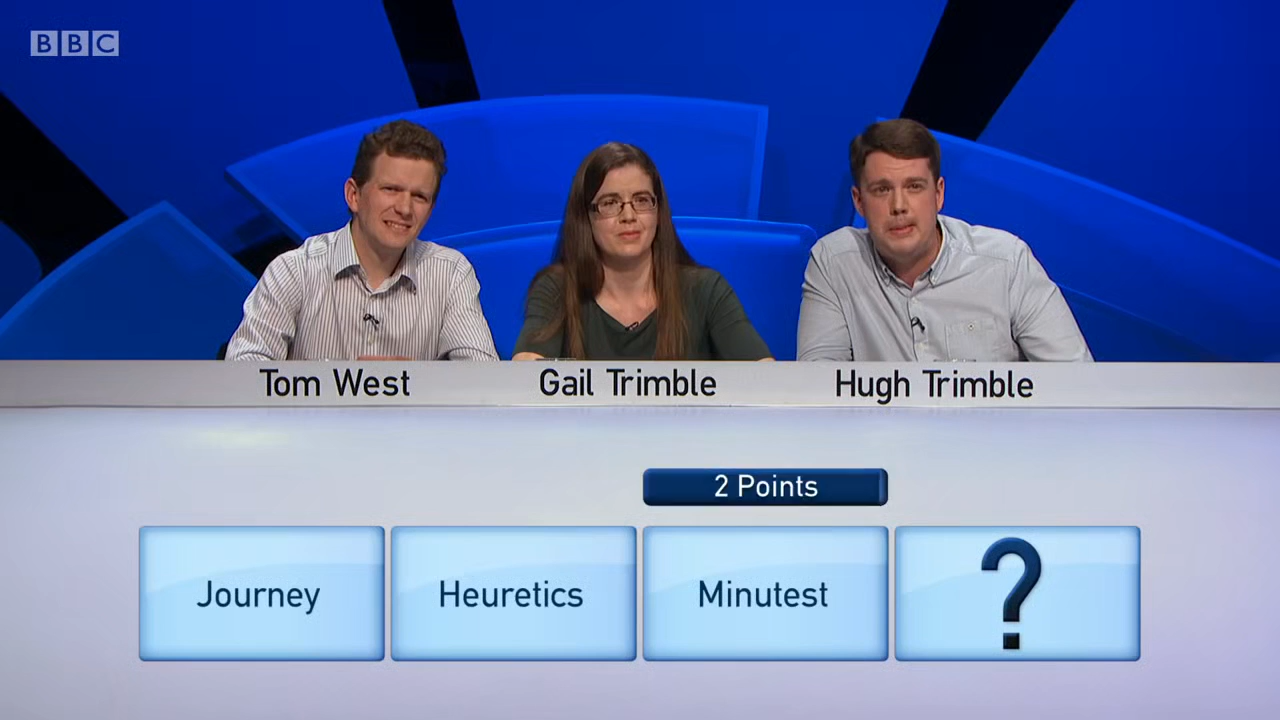 BBC
Tom West
Gail Trimble
Hugh Trimble
2 Points
Journey
Heuretics
Minutest
?